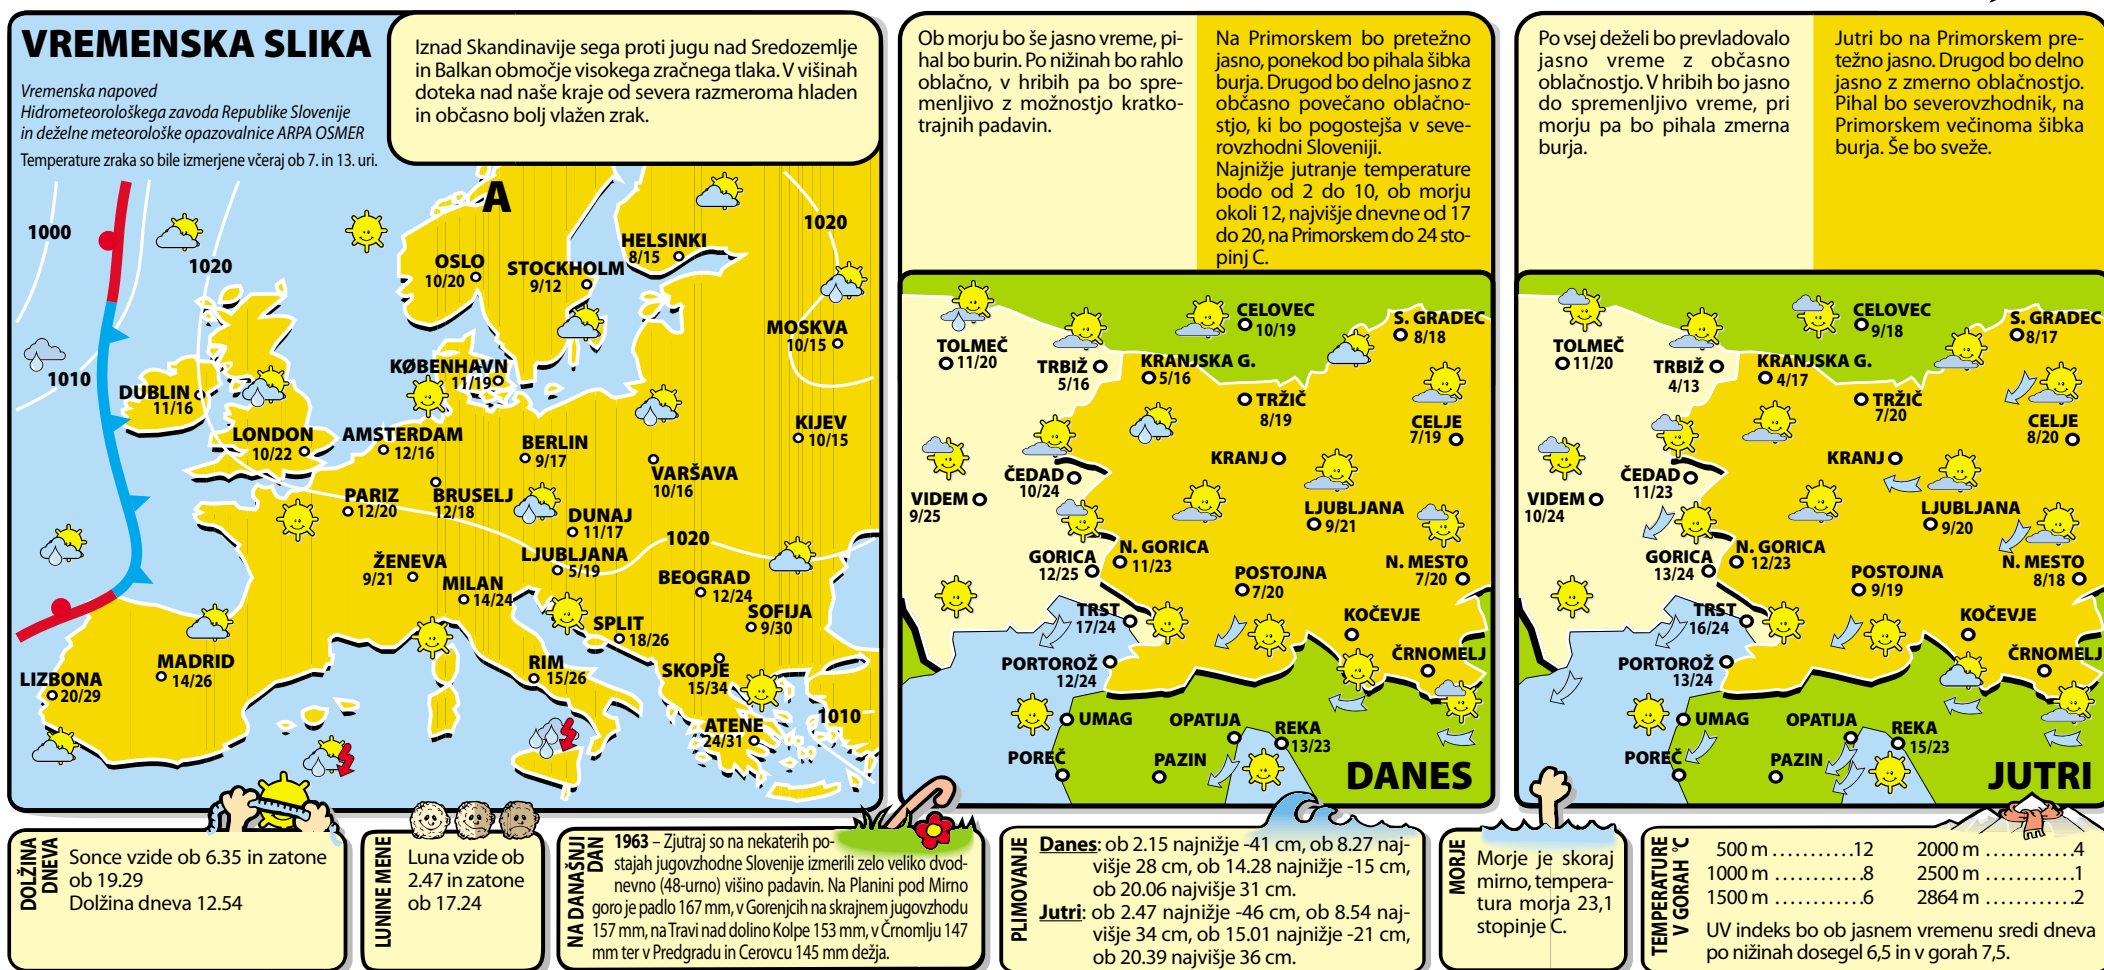 VREMENSKA SLIKA
Vremenska napoved
Hidrometeorološkega zavoda Republike Slovenije
in deželne meteorološke opazovalnice ARPA OSMER
Temperature zraka so bile izmerjene včeraj ob 7. in 13. uri.
Iznad Skandinavije sega proti jugu nad Sredozemlje
in Balkan območje visokega zračnega tlaka. V višinah
doteka nad naše kraje od severa razmeroma hladen
in občasno bolj vlažen zrak.
A
1000
1020
1020
1010
1020
1010
OSLO
10/20
STOCKHOLM
9/12
HELSINKI
8/15
MOSKVA
10/15
KØBENHAVN
11/19
DUBLIN
11/16
LONDON
10/22
AMSTERDAM
12/16
BERLIN
9/17
KIJEV
10/15
VARŠAVA
10/16
PARIZ
12/20
BRUSELJ
12/18
DUNAJ
11/17
ŽENEVA
9/21
LJUBLJANA
5/19
MILAN
14/24
BEOGRAD
12/24
SOFIJA
9/30
SPLIT
18/26
SKOPJE
15/34
RIM
15/26
MADRID
14/26
LIZBONA
20/29
ATENE
24/31
Ob morju bo še jasno vreme, pi-
hal bo burin. Po nižinah bo rahlo
oblačno, v hribih pa bo spre-
menljivo z možnostjo kratko-
trajnih padavin.
Na Primorskem bo pretežno
jasno, ponekod bo pihala šibka
burja. Drugod bo delno jasno z
občasno povečano oblačno-
stjo, ki bo pogostejša v seve-
rovzhodni Sloveniji.
Najnižje jutranje temperature
bodo od 2 do 10, ob morju
okoli 12, najvišje dnevne od 17
do 20, na Primorskem do 24 sto-
pinj C.
CELOVEC
10/19
S. GRADEC
8/18
TOLMEČ
11/20
TRBIŽ
5/16
KRANJSKA G.
5/16
TRŽIČ
8/19
CELJE
7/19
KRANJ
ČEDAD
10/24
VIDEM
9/25
LJUBLJANA
9/21
GORICA
12/25
N. GORICA
11/23
N. MESTO
7/20
POSTOJNA
7/20
TRST
17/24
KOČEVJE
PORTOROŽ
12/24
ČRNOMELJ
UMAG
OPATIJA
REKA
13/23
POREČ
PAZIN
DANES
Po vsej deželi bo prevladovalo
jasno vreme z občasno
oblačnostjo. V hribih bo jasno
do spremenljivo vreme, pri
morju pa bo pihala zmerna
burja.
Jutri bo na Primorskem pre-
težno jasno. Drugod bo delno
jasno z zmerno oblačnostjo.
Pihal bo severovzhodnik, na
Primorskem večinoma šibka
burja. Še bo sveže.
CELOVEC
9/18
S. GRADEC
8/17
TOLMEČ
11/20
TRBIŽ
4/13
KRANJSKA G.
4/17
TRŽIČ
7/20
CELJE
8/20
KRANJ
ČEDAD
11/23
VIDEM
10/24
LJUBLJANA
9/20
GORICA
13/24
N. GORICA
12/23
N. MESTO
8/18
POSTOJNA
9/19
TRST
16/24
KOČEVJE
PORTOROŽ
13/24
ČRNOMELJ
UMAG
OPATIJA
REKA
15/23
POREČ
PAZIN
JUTRI
DOLŽINA
DNEVA
Sonce vzide ob 6.35 in zatone
ob 19.29
Dolžina dneva 12.54
LUNINE MENE
Luna vzide ob
2.47 in zatone
ob 17.24
NA DANAŠNJI
DAN
1963 – Zjutraj so na nekaterih po-
stajah jugovzhodne Slovenije izmerili zelo veliko dvod-
nevno (48-urno) višino padavin. Na Planini pod Mirno
goro je padlo 167 mm, v Gorenjcih na skrajnem jugovzhodu
157 mm, na Travi nad dolino Kolpe 153 mm, v Črnomlju 147
mm ter v Predgradu in Cerovcu 145 mm dežja.
PLIMOVANJE
Danes: ob 2.15 najnižje -41 cm, ob 8.27 naj-
višje 28 cm, ob 14.28 najnižje -15 cm,
ob 20.06 najvišje 31 cm.
Jutri: ob 2.47 najnižje -46 cm, ob 8.54 naj-
višje 34 cm, ob 15.01 najnižje -21 cm,
ob 20.39 najvišje 36 cm.
MORJE
Morje je skoraj
mirno, tempera-
tura morja 23,1
stopinje C.
TEMPERATURE
V GORAH °C
500 m ............12
1000 m ............8
1500 m ............6
2000 m ............4
2500 m ............1
2864 m ............2
UV indeks bo ob jasnem vremenu sredi dneva
po nižinah dosegel 6,5 in v gorah 7,5.